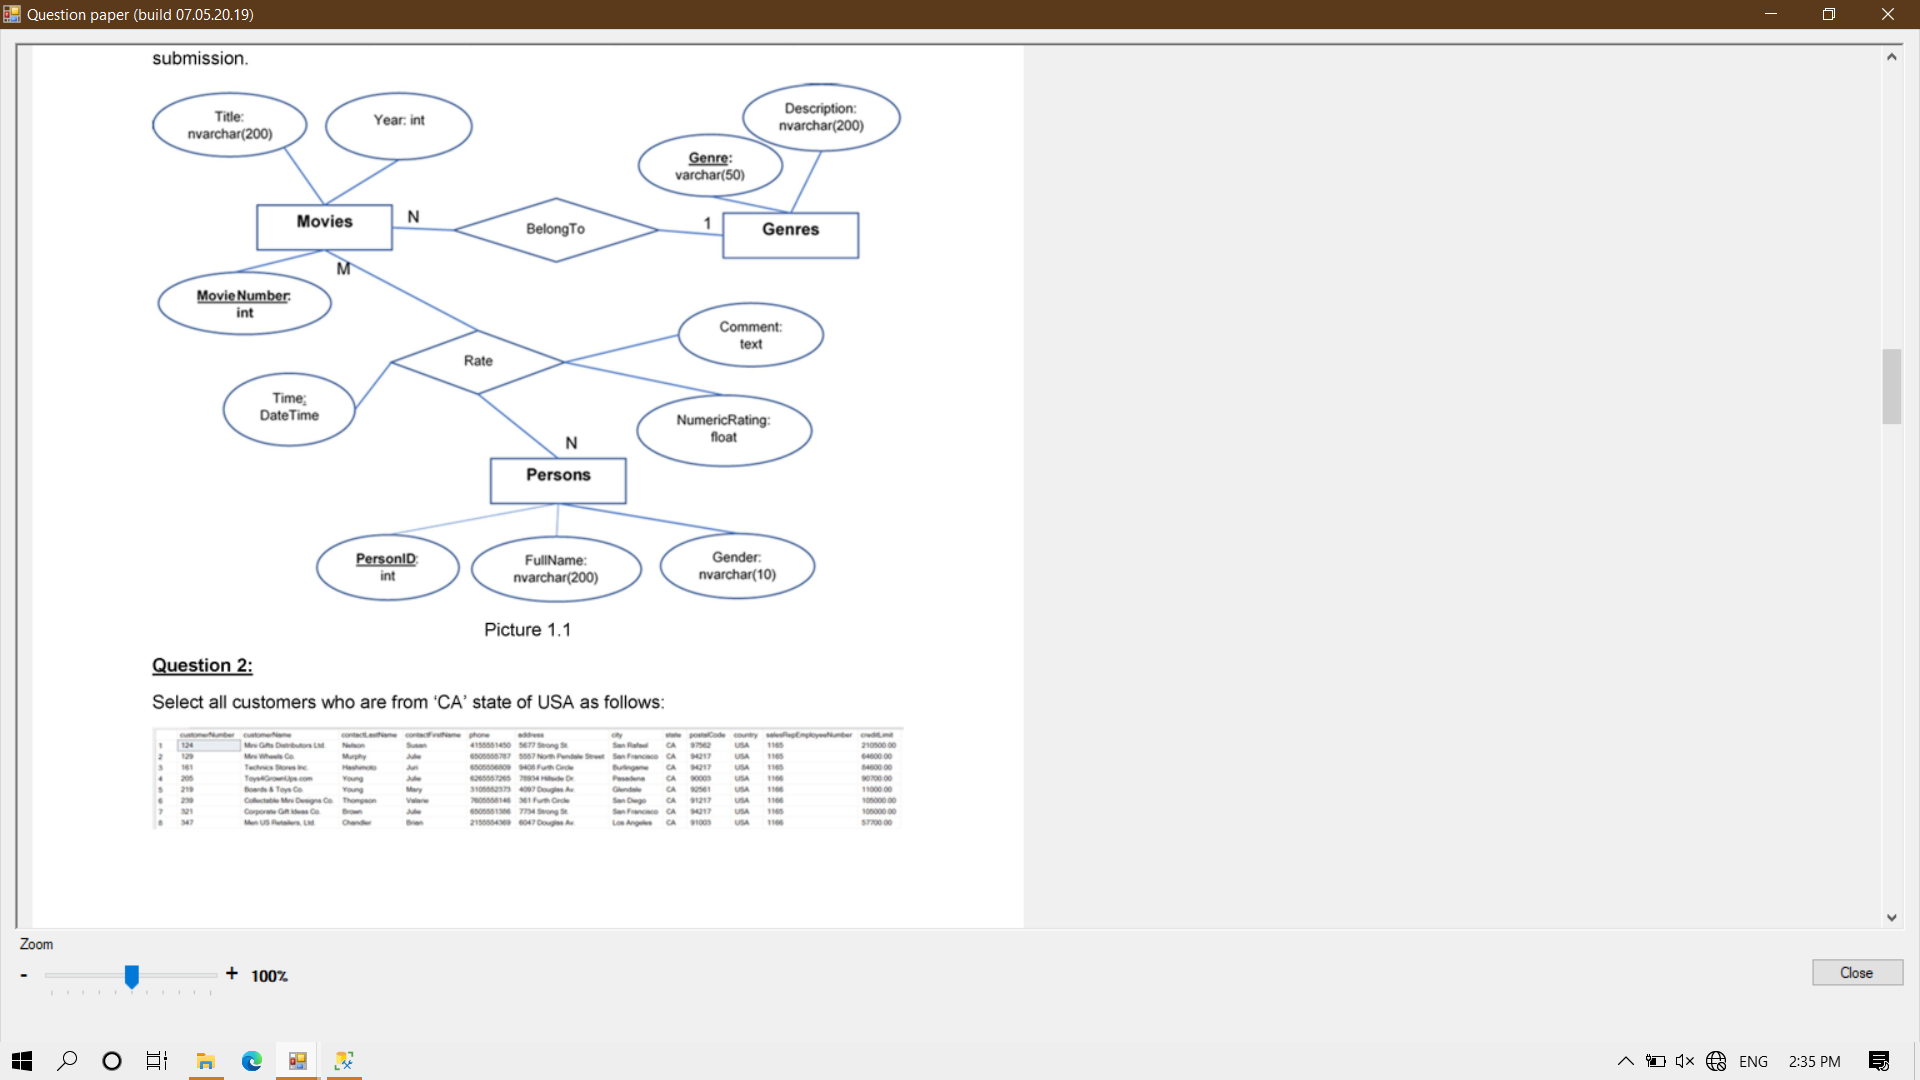 Question paper (build 07.05.20.19)
submission.
Title:
nvarchar(200)
Year: int
Description:
nvarchar(200)
Genre:
varchar(50)
Movies
N
BelongTo
1
Genres
M
MovieNumber:
int
Comment:
text
Rate
Time:
DateTime
NumericRating:
float
N
Persons
PersonID:
int
FullName:
nvarchar(200)
Gender:
nvarchar(10)
Picture 1.1
Question 2:
Select all customers who are from ‘CA’ state of USA as follows:
customerNumber customerName contactLastName contactFirstName phone address city state postalCode country salesRepEmployeeNumber creditLimit
1 124 Mini Gifts Distributors Ltd. Nelson Susan 4155551450 5677 Strong St. San Rafael CA 97562 USA 1165 210500.00
2 129 Mini Wheels Co. Murphy Julie 6505555787 5557 North Pendale Street San Francisco CA 94217 USA 1165 64600.00
3 161 Technics Stores Inc. Hashimoto Juri 6505556809 9408 Furth Circle Burlingame CA 94217 USA 1165 84600.00
4 205 Toys4GrownUps.com Young Julie 6265557265 78934 Hillside Dr. Pasadena CA 90003 USA 1166 90700.00
5 219 Boards & Toys Co. Young Mary 3105552373 4097 Douglas Av. Glendale CA 92561 USA 1166 11000.00
6 239 Collectable Mini Designs Co. Thompson Valarie 7605558146 361 Furth Circle San Diego CA 91217 USA 1166 105000.00
7 321 Corporate Gift Ideas Co. Brown Julie 6505551386 7734 Strong St. San Francisco CA 94217 USA 1165 105000.00
8 347 Men US Retailers, Ltd. Chandler Brian 2155554369 6047 Douglas Av. Los Angeles CA 91003 USA 1166 57700.00
Zoom
- + 100%
Close
ENG 2:35 PM